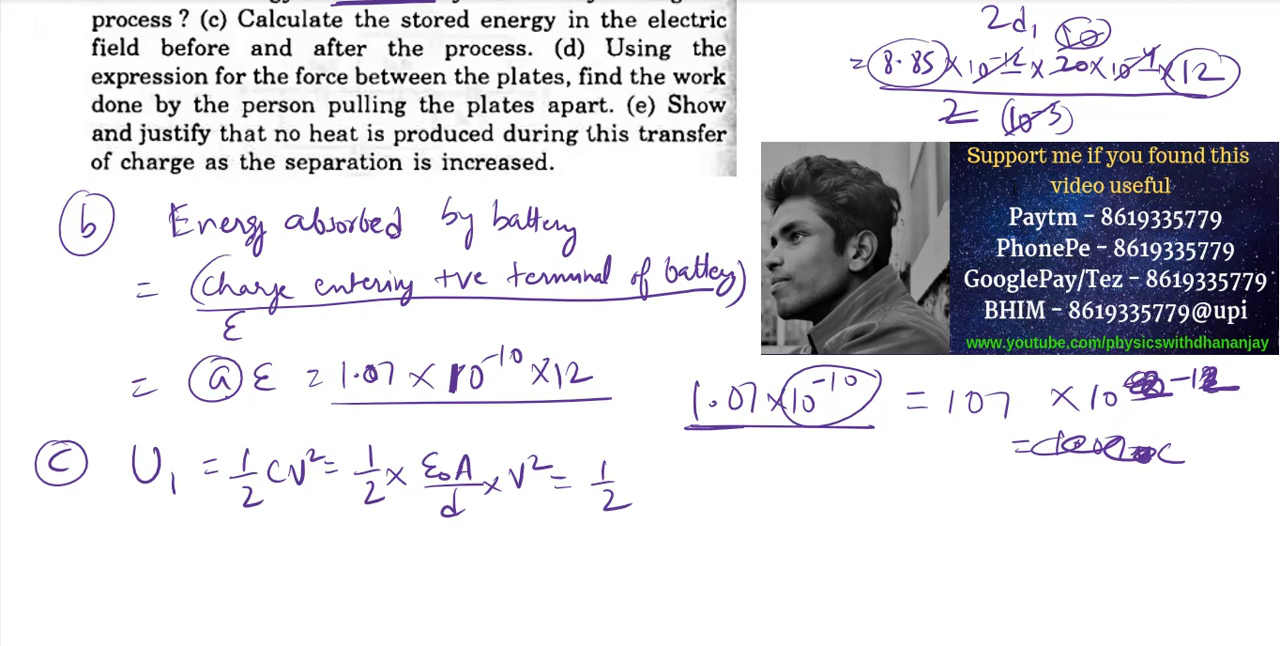 process ? (c) Calculate the stored energy in the electric
field before and after the process. (d) Using the
expression for the force between the plates, find the work
done by the person pulling the plates apart. (e) Show
and justify that no heat is produced during this transfer
of charge as the separation is increased.
2d₁ 10
= 8.85 × 10⁻¹² × 20 × 10⁻⁴ × 12
2 (10⁻³)
Support me if you found this
video useful
Paytm - 8619335779
PhonePe - 8619335779
GooglePay/Tez - 8619335779
BHIM - 8619335779@upi
www.youtube.com/physicswithdhananjay
b Energy absorbed by battery
= (Charge entering +ve terminal of battery)
ε
= (a) ε = 1.07 × 10⁻¹⁰ × 12
1.07 × 10⁻¹⁰ = 107 × 10⁻¹²
=
c U₁ = 1/2 CV² = 1/2 × ε₀A/d × V² = 1/2